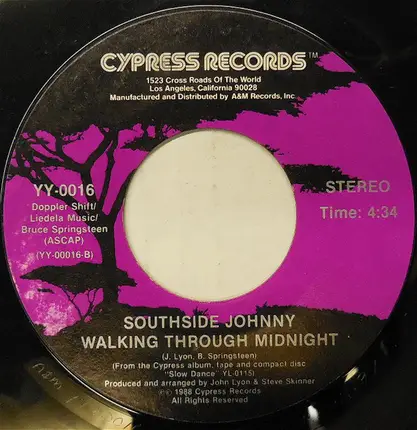 CYPRESS RECORDS™
1523 Cross Roads Of The World
Los Angeles, California 90028
Manufactured and Distributed by A&M Records, Inc.
YY-0016
Doppler Shift/
Liedela Music/
Bruce Springsteen
(ASCAP)
(YY-00016-B)
STEREO
Time: 4:34
SOUTHSIDE JOHNNY
WALKING THROUGH MIDNIGHT
(J. Lyon, B. Springsteen)
(From the Cypress album, tape and compact disc
"Slow Dance" YL-0115)
Produced and arranged by John Lyon & Steve Skinner
℗© 1988 Cypress Records
All Rights Reserved